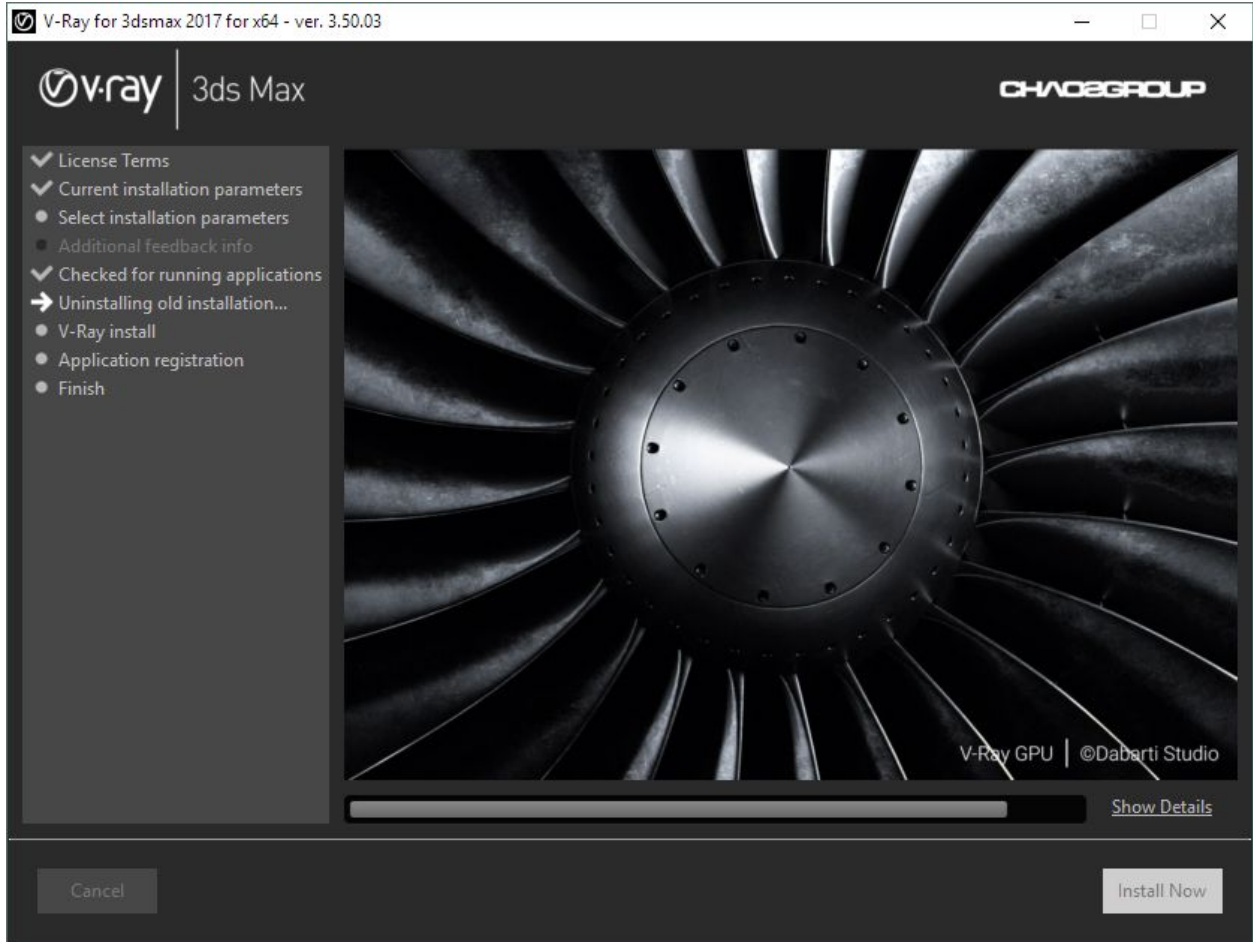 V-Ray for 3dsmax 2017 for x64 - ver. 3.50.03
v·ray | 3ds Max
CHAOSGROUP
License Terms
Current installation parameters
Select installation parameters
Additional feedback info
Checked for running applications
Uninstalling old installation...
V-Ray install
Application registration
Finish
V-Ray GPU | ©Dabarti Studio
Show Details
Cancel
Install Now